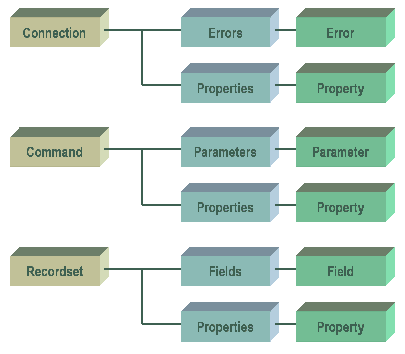 Connection
Errors
Error
Properties
Property
Command
Parameters
Parameter
Properties
Property
Recordset
Fields
Field
Properties
Property